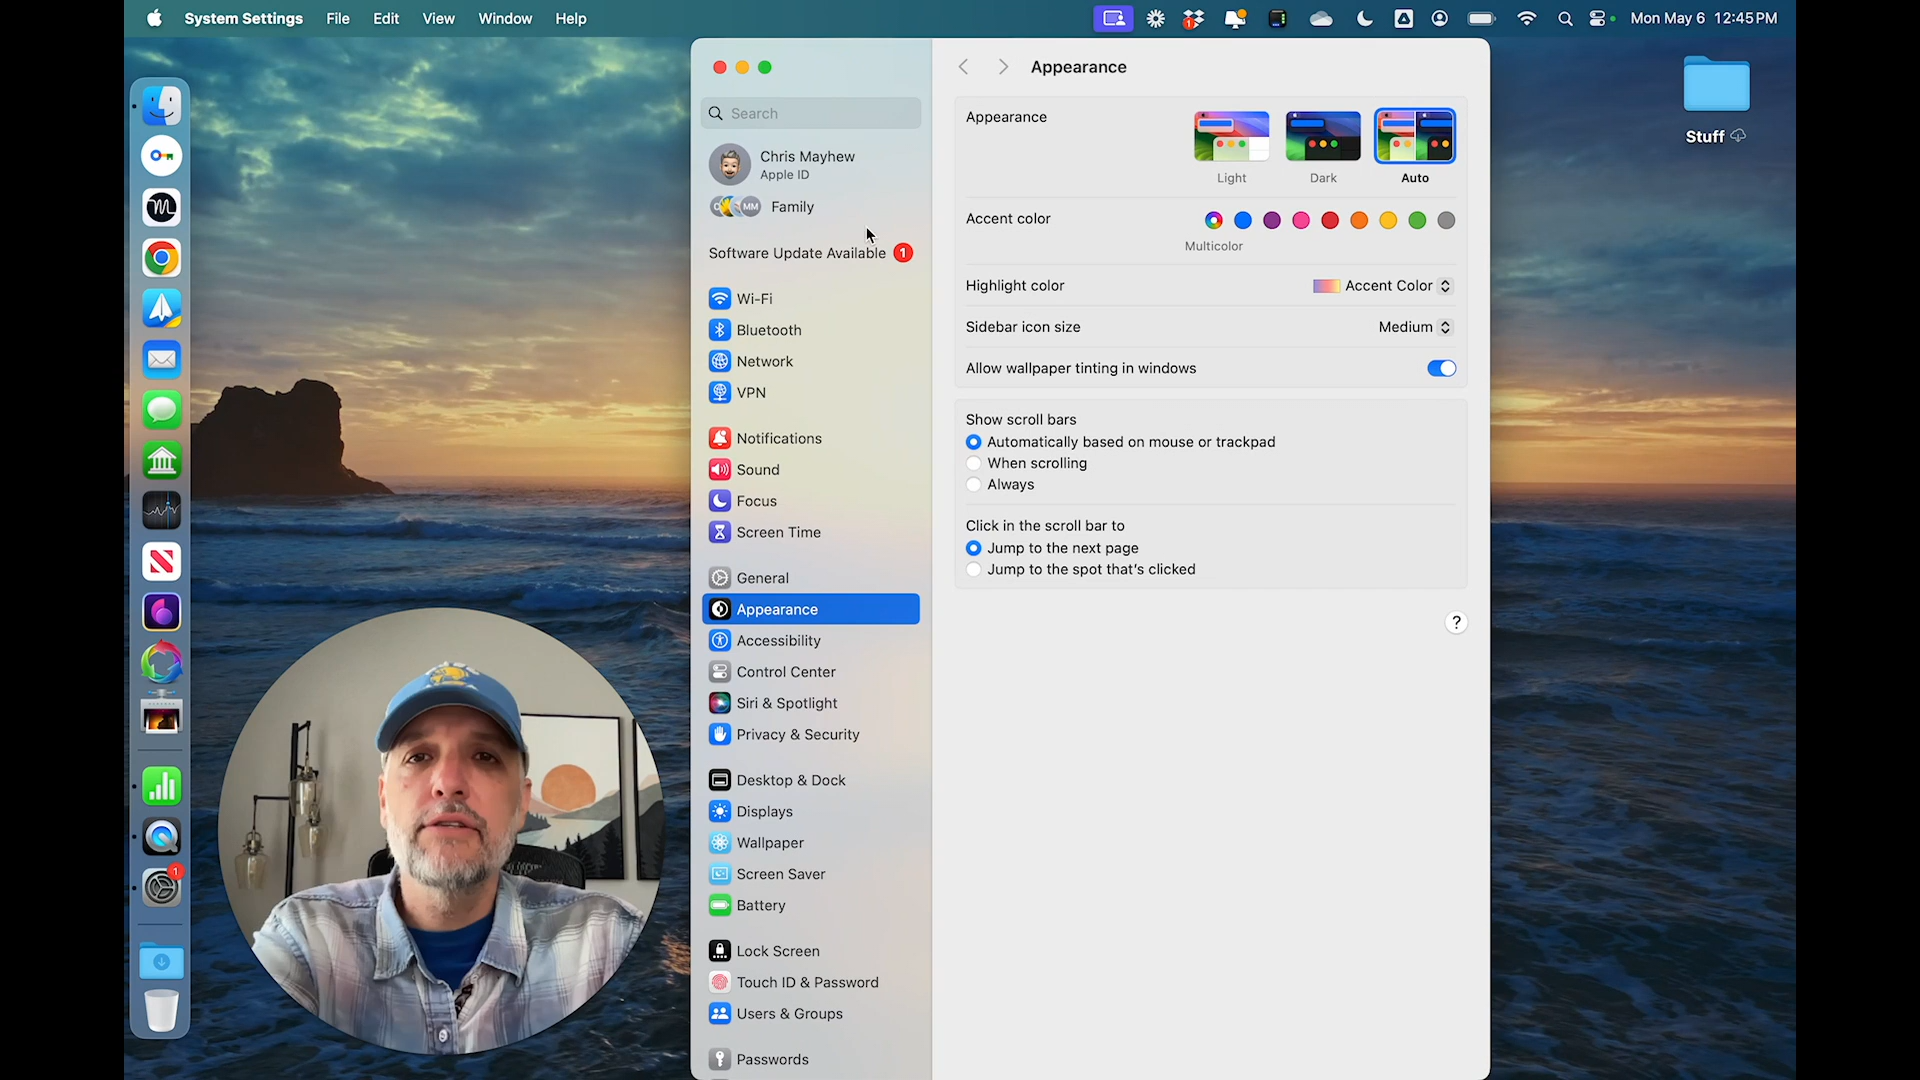 System Settings File Edit View Window Help
1
Mon May 6 12:45 PM
Stuff
Appearance
Search
Chris Mayhew
Apple ID
MM
Family
Software Update Available 1
Wi-Fi
Bluetooth
Network
VPN
Notifications
Sound
Focus
Screen Time
General
Appearance
Accessibility
Control Center
Siri & Spotlight
Privacy & Security
Desktop & Dock
Displays
Wallpaper
Screen Saver
Battery
Lock Screen
Touch ID & Password
Users & Groups
Passwords
Appearance
Light Dark Auto
Accent color
Multicolor
Highlight color Accent Color
Sidebar icon size Medium
Allow wallpaper tinting in windows
Show scroll bars
Automatically based on mouse or trackpad
When scrolling
Always
Click in the scroll bar to
Jump to the next page
Jump to the spot that's clicked
?
1